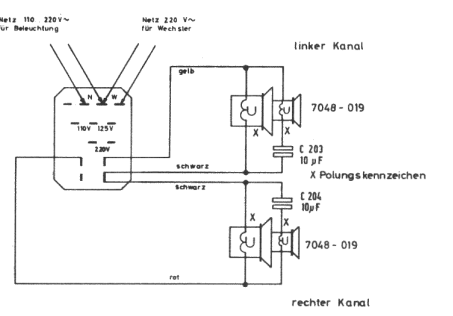 Netz 110 220V~
für Beleuchtung
Netz 220 V~
für Wechsler
linker Kanal
gelb
N W
7048-019
110V 125V
X X
220V
C 203
10 µF
schwarz
X Polungskennzeichen
schwarz
C 204
10µF
X X
7048-019
rot
rechter Kanal